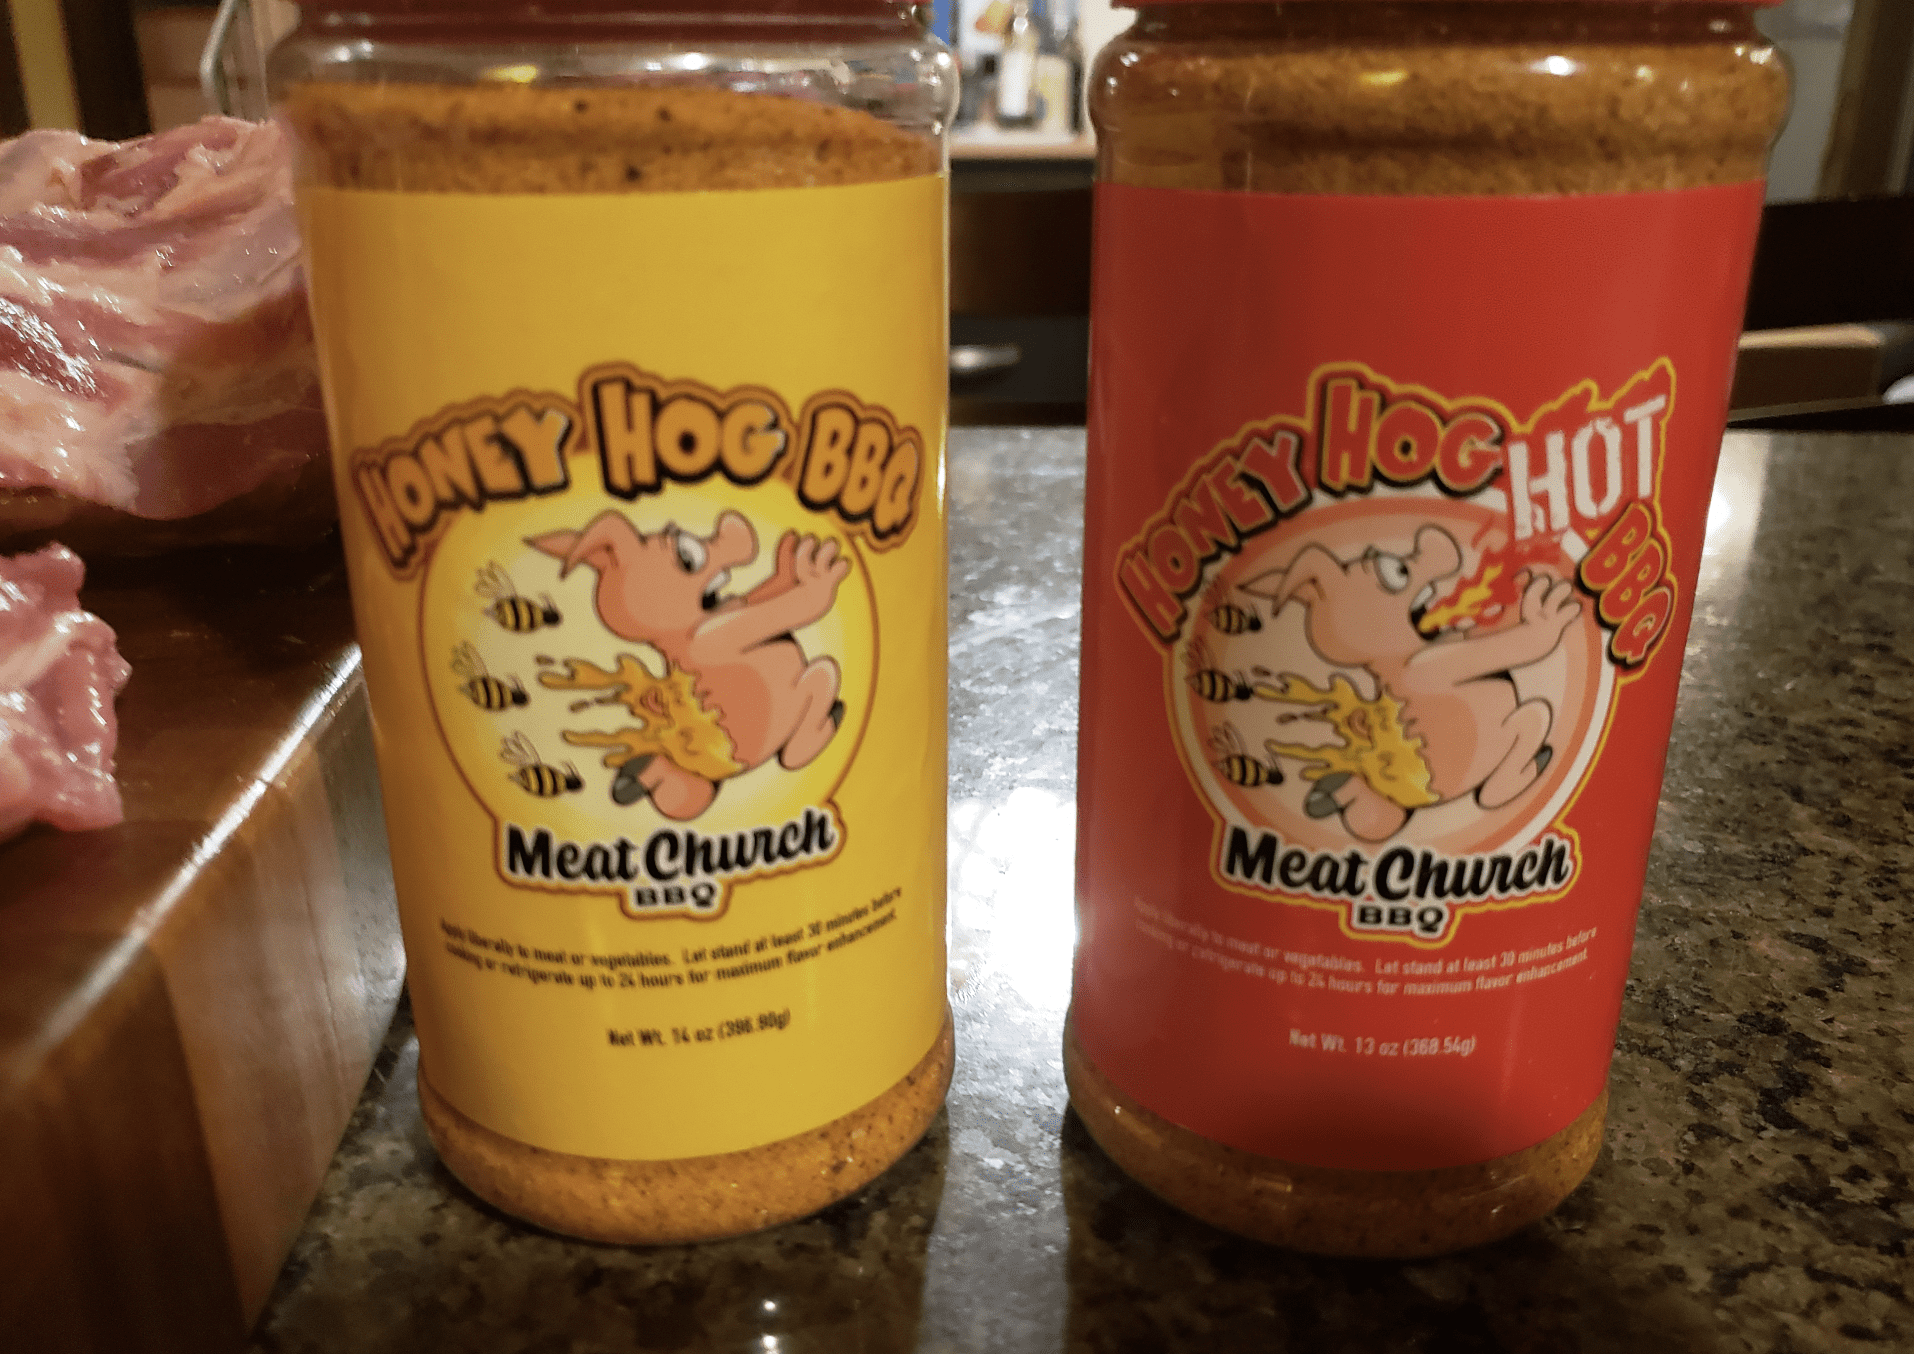 HONEY HOG BBQ
Meat Church
BBQ
Apply liberally to meat or vegetables. Let stand at least 30 minutes before
cooking or refrigerate up to 24 hours for maximum flavor enhancement.
Net Wt. 14 oz (396.90g)
HONEY HOG HOT BBQ
Meat Church
BBQ
Apply liberally to meat or vegetables. Let stand at least 30 minutes before
cooking or refrigerate up to 24 hours for maximum flavor enhancement.
Net Wt. 13 oz (368.54g)